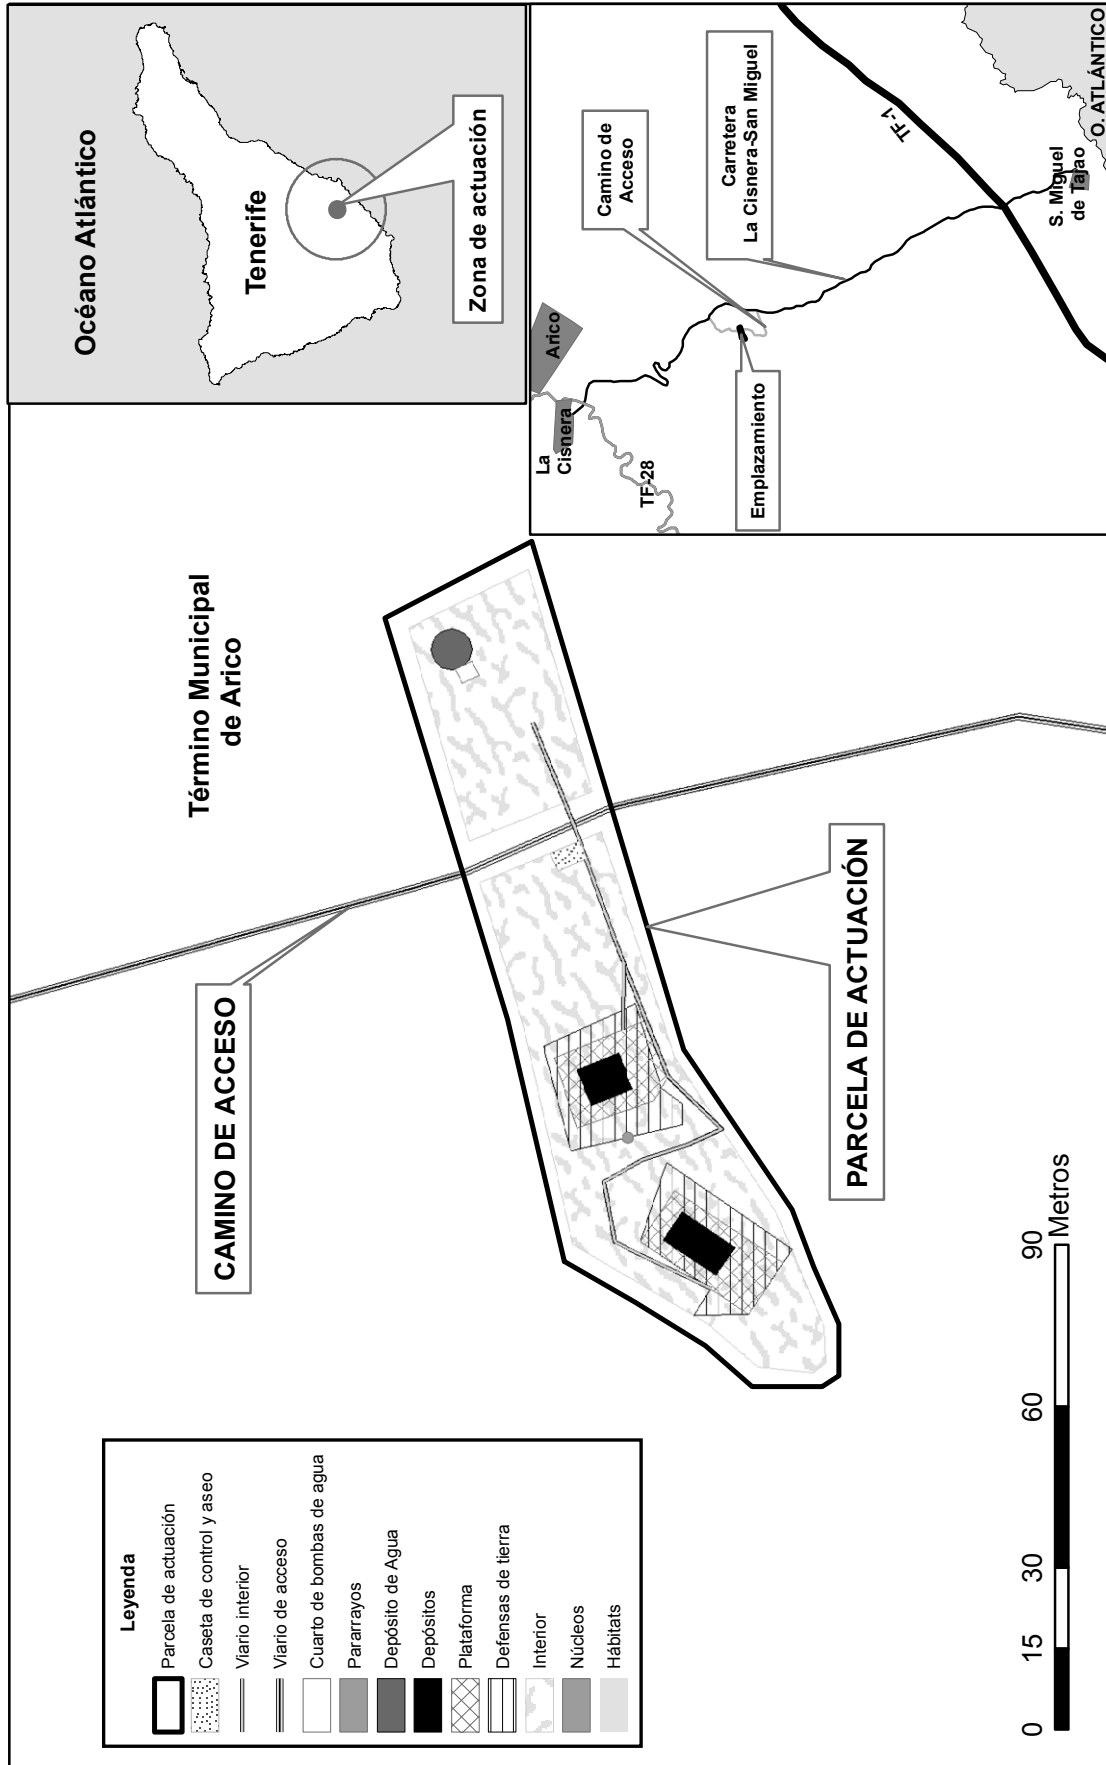 Océano Atlántico
Tenerife
Zona de actuación
Término Municipal
de Arico
CAMINO DE ACCESO
PARCELA DE ACTUACIÓN
La
Cisnera
Arico
TF-28
Camino de
Acceso
Carretera
La Cisnera-San Miguel
Emplazamiento
TF-1
S. Miguel
de Tajao
O. ATLÁNTICO
Leyenda
Parcela de actuación
Caseta de control y aseo
Viario interior
Viario de acceso
Cuarto de bombas de agua
Pararrayos
Depósito de Agua
Depósitos
Plataforma
Defensas de tierra
Interior
Núcleos
Hábitats
0 15 30 60 90
Metros